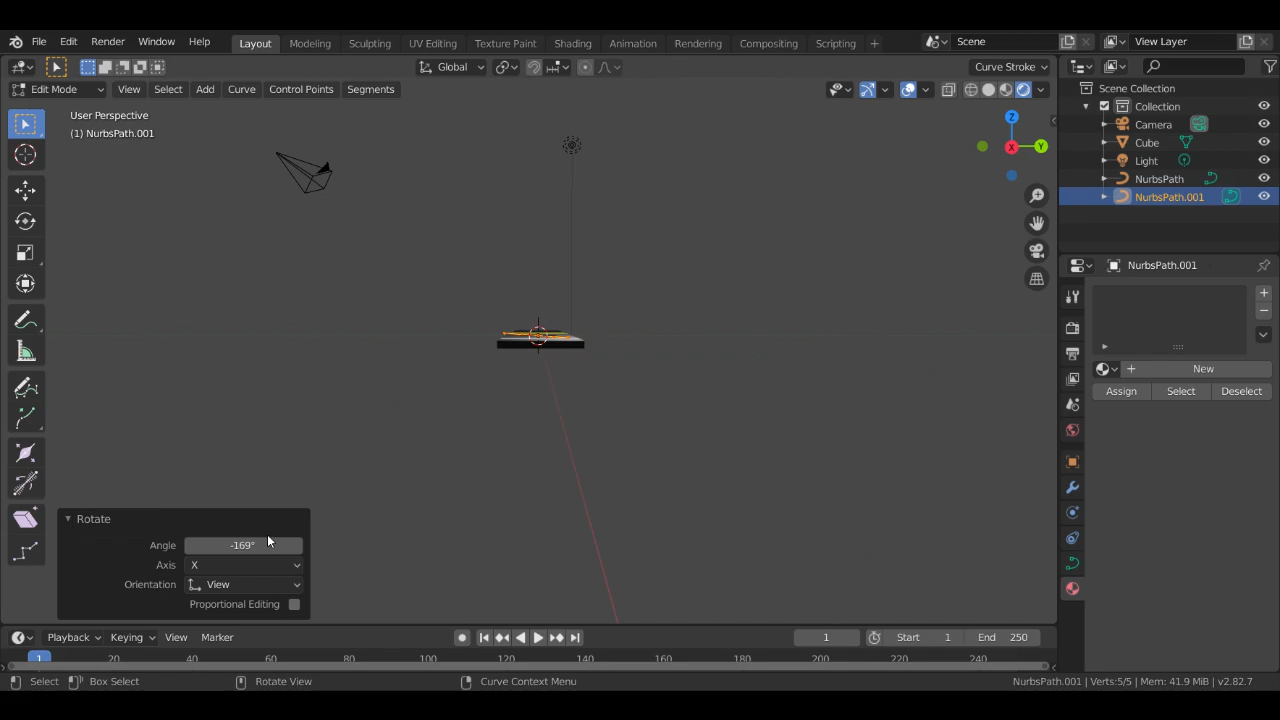 File Edit Render Window Help Layout Modeling Sculpting UV Editing Texture Paint Shading Animation Rendering Compositing Scripting + Scene View Layer
Global Curve Stroke
Edit Mode View Select Add Curve Control Points Segments
User Perspective
(1) NurbsPath.001
Z
X
Y
Scene Collection
Collection
Camera
Cube
Light
NurbsPath
NurbsPath.001
NurbsPath.001
+ New
Assign Select Deselect
Rotate
Angle -169°
Axis X
Orientation View
Proportional Editing
Playback Keying View Marker 1 Start 1 End 250
1 20 40 60 80 100 120 140 160 180 200 220 240
Select Box Select Rotate View Curve Context Menu NurbsPath.001 | Verts:5/5 | Mem: 41.9 MiB | v2.82.7